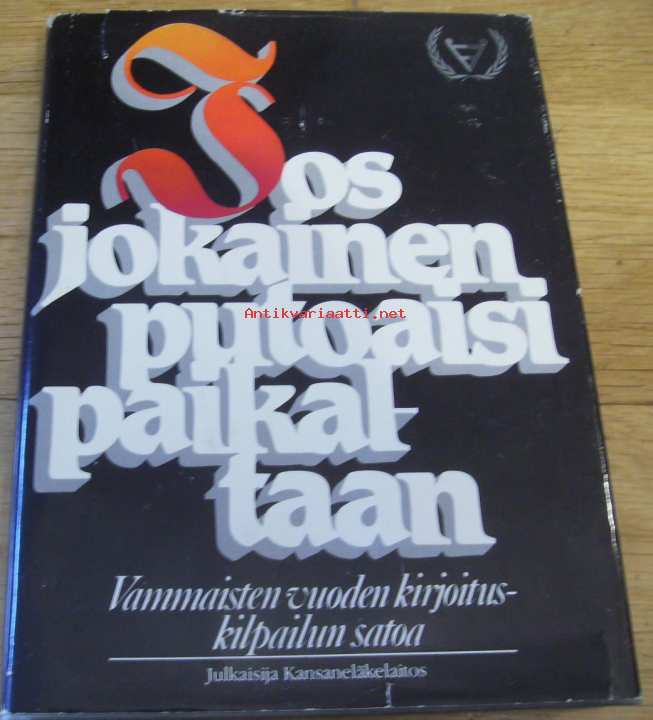 Jos
jokainen
putoaisi
Antikvariaatti.net
paikal-
taan
Vammaisten vuoden kirjoitus-
kilpailun satoa
Julkaisija Kansaneläkelaitos